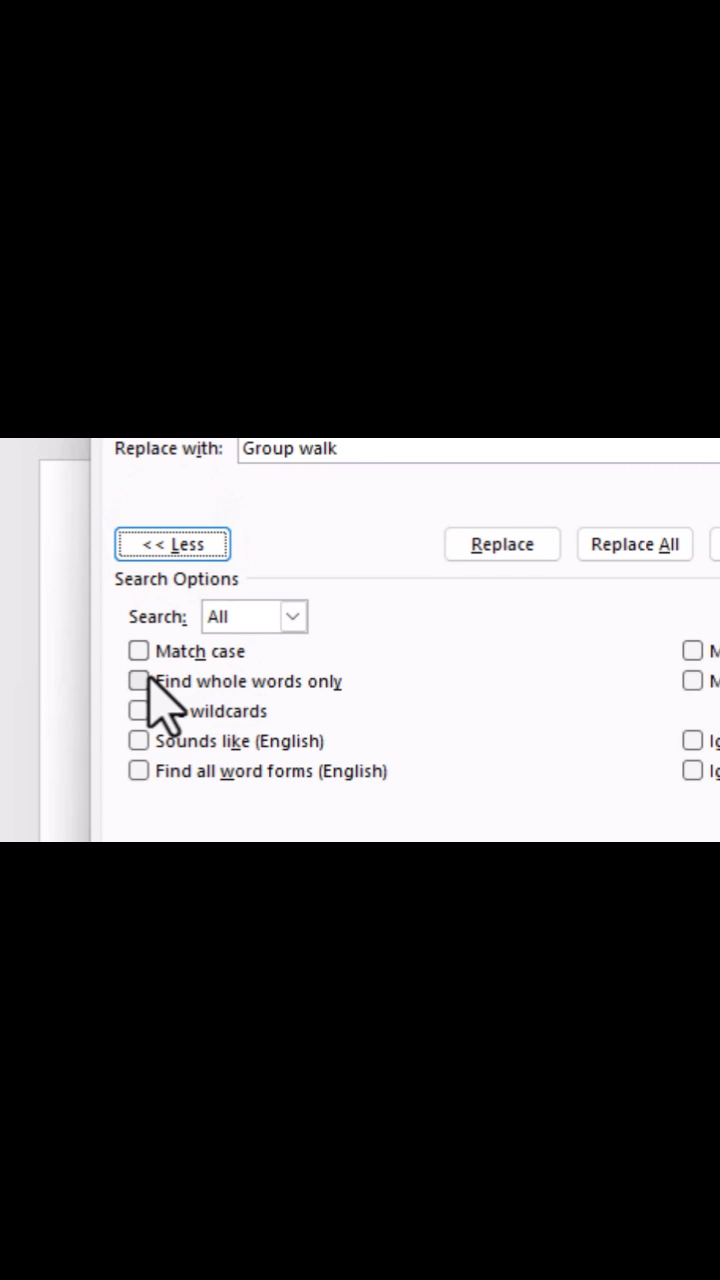 Replace with: Group walk
<< Less Replace Replace All
Search Options
Search: All
Match case
Find whole words only
wildcards
Sounds like (English)
Find all word forms (English)